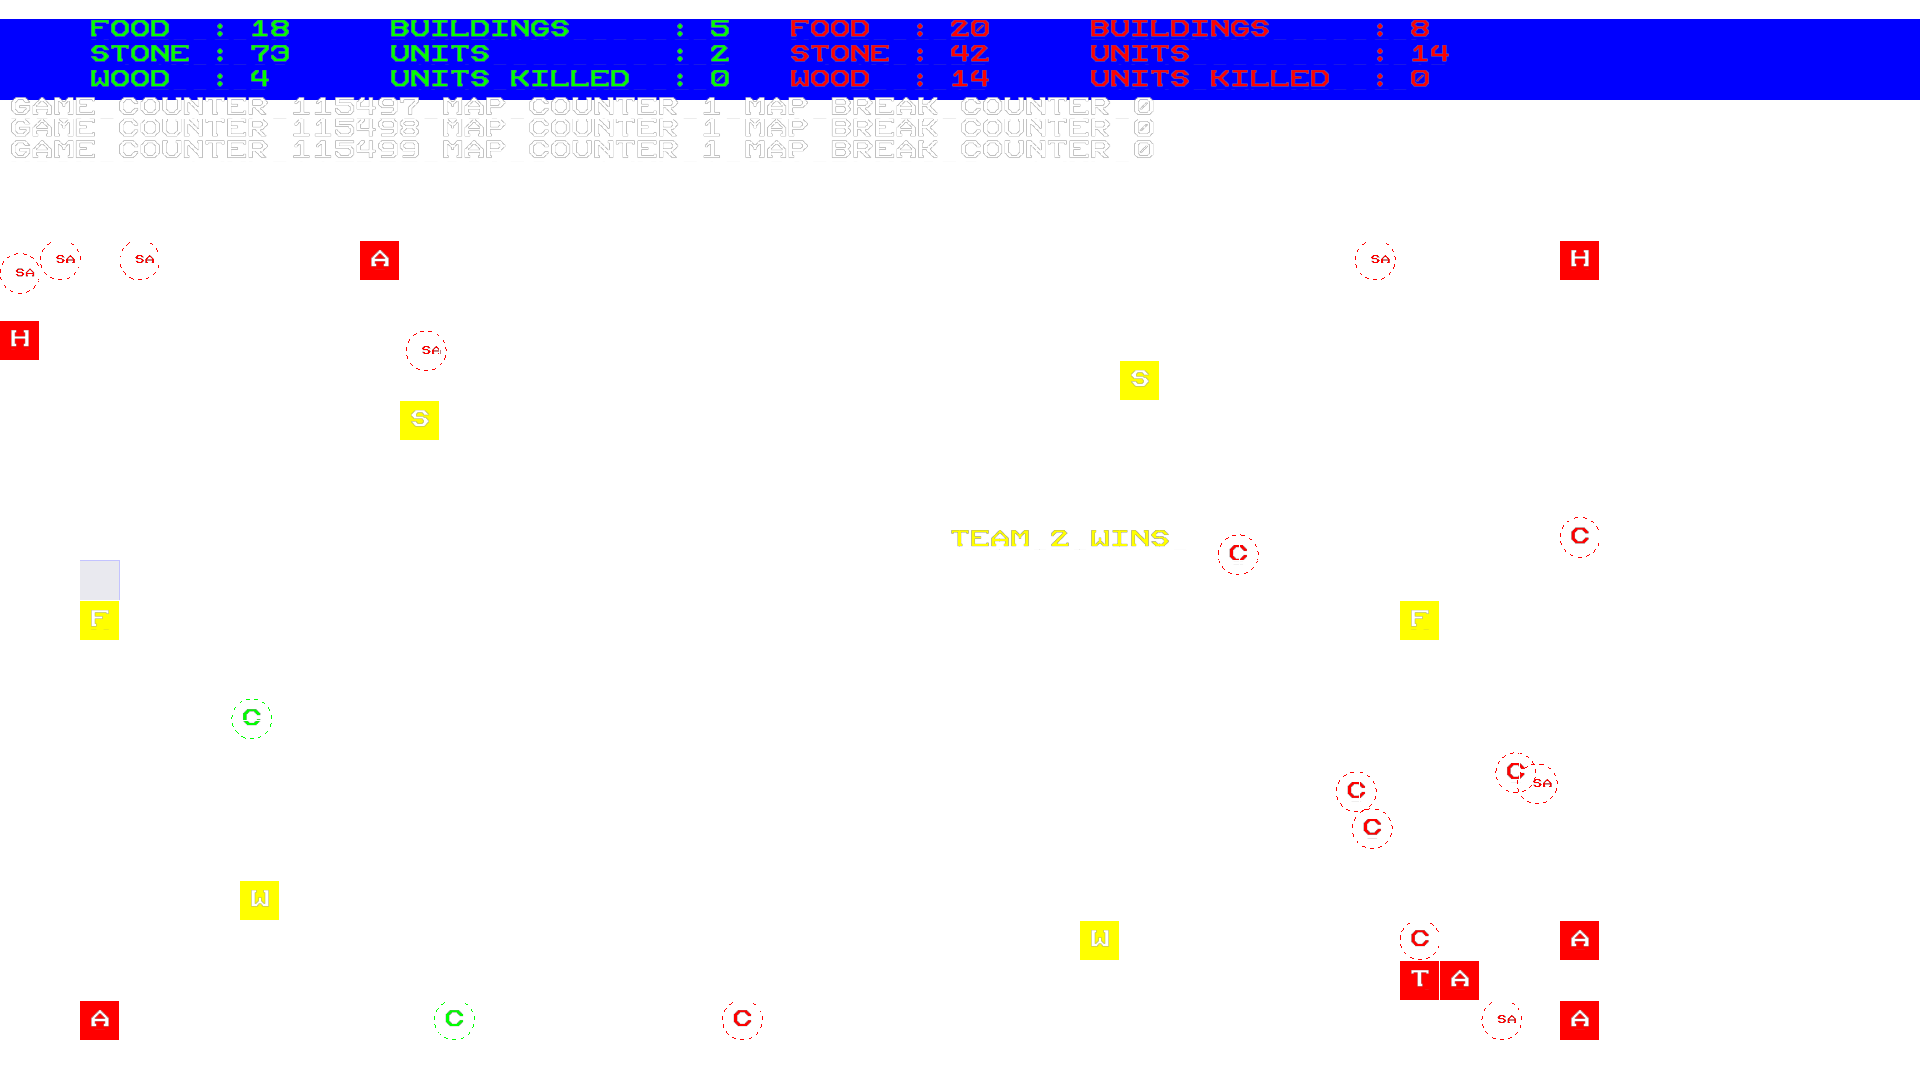 FOOD : 18 BUILDINGS : 5 FOOD : 20 BUILDINGS : 8
STONE : 73 UNITS : 2 STONE : 42 UNITS : 14
WOOD : 4 UNITS KILLED : 0 WOOD : 14 UNITS KILLED : 0
GAME COUNTER 115497 MAP COUNTER 1 MAP BREAK COUNTER 0
GAME COUNTER 115498 MAP COUNTER 1 MAP BREAK COUNTER 0
GAME COUNTER 115499 MAP COUNTER 1 MAP BREAK COUNTER 0
SA SA SA A SA H
H SA
S
S
TEAM 2 WINS C C
F F
C
C SA
C
C
W
W C A
T A
A C C SA A